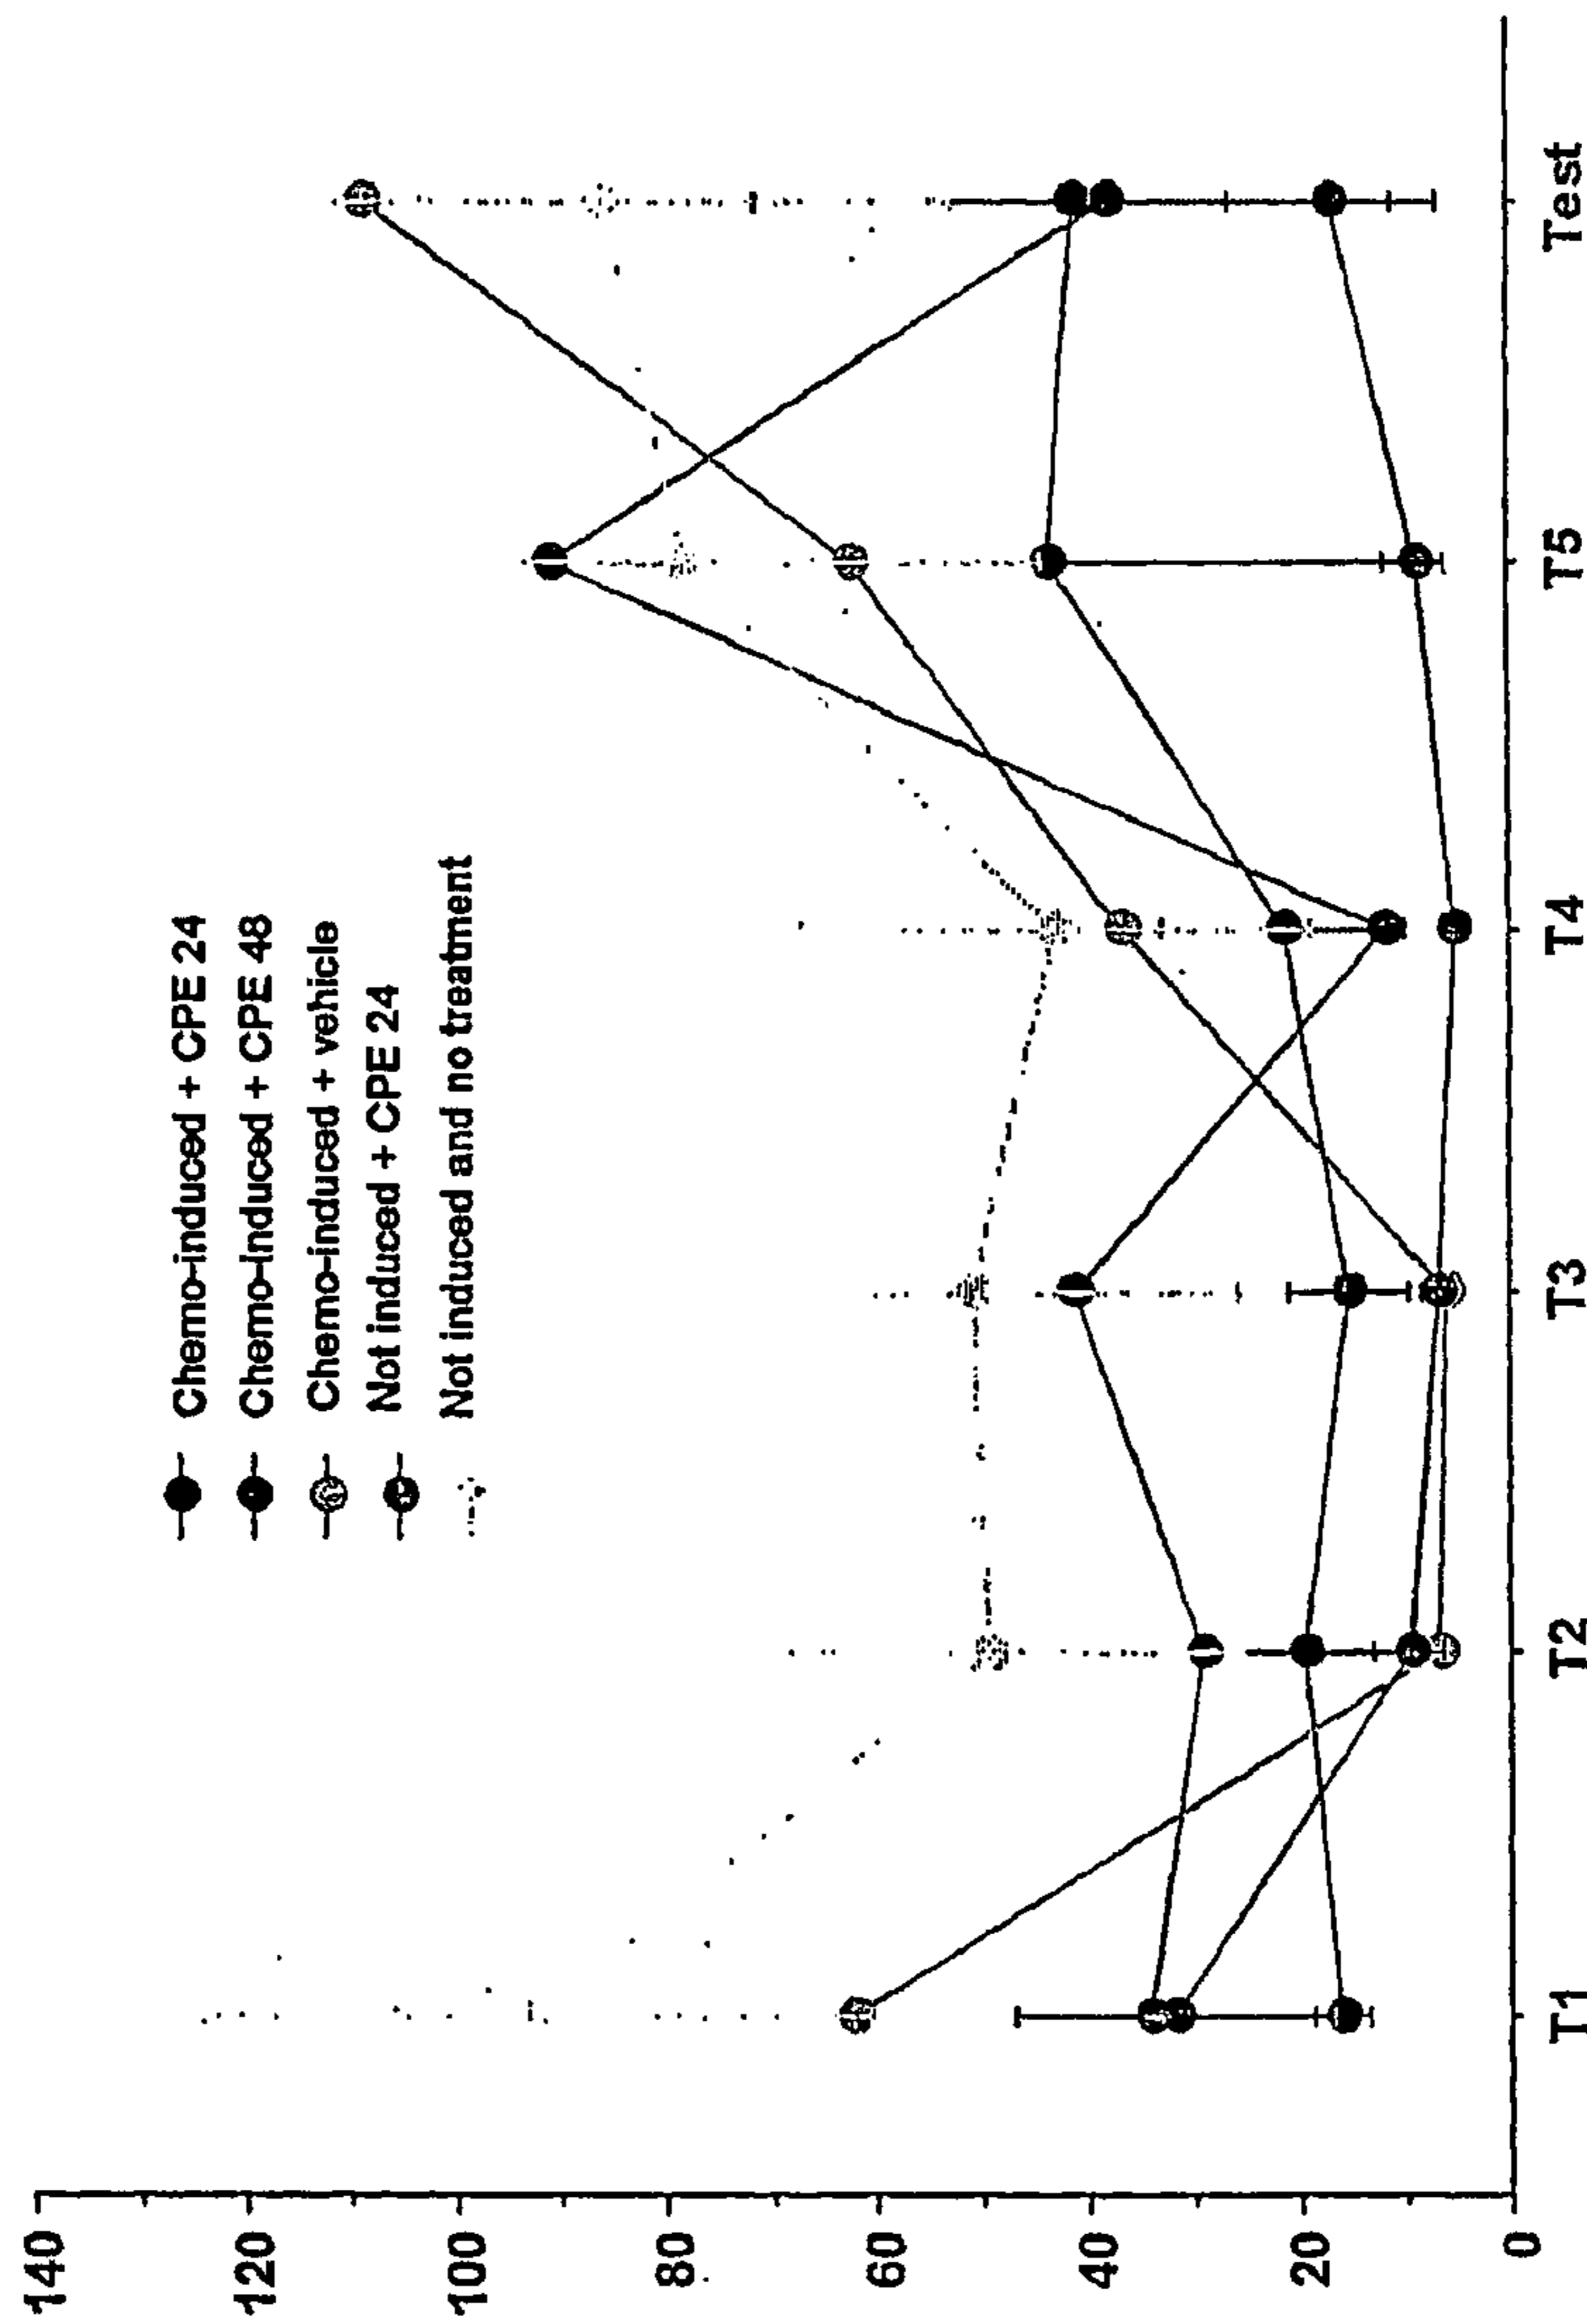 Chemo-induced + CPE 24
Chemo-induced + CPE 48
Chemo-induced + vehicle
Not induced + CPE 24
Not induced and no treatment
140
120
100
80
60
40
20
0
T1
T2
T3
T4
T5
Test